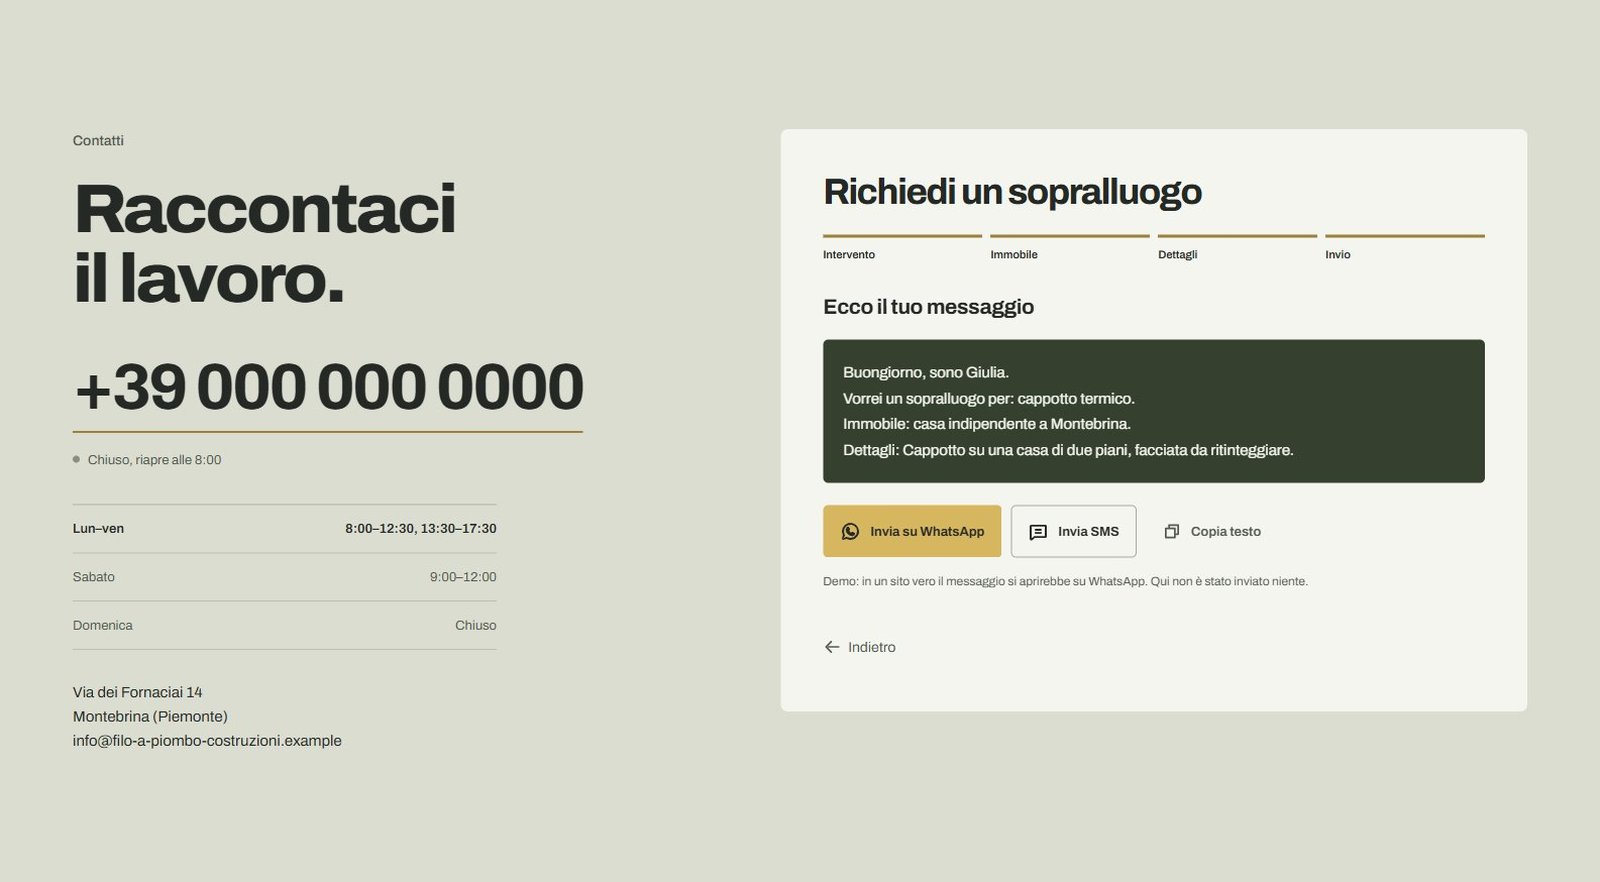 Contatti
Raccontaci
il lavoro.
+39 000 000 0000
Chiuso, riapre alle 8:00
Lun–ven 8:00–12:30, 13:30–17:30
Sabato 9:00–12:00
Domenica Chiuso
Via dei Fornaciai 14
Montebrina (Piemonte)
info@filo-a-piombo-costruzioni.example
Richiedi un sopralluogo
Intervento Immobile Dettagli Invio
Ecco il tuo messaggio
Buongiorno, sono Giulia.
Vorrei un sopralluogo per: cappotto termico.
Immobile: casa indipendente a Montebrina.
Dettagli: Cappotto su una casa di due piani, facciata da ritinteggiare.
Invia su WhatsApp Invia SMS Copia testo
Demo: in un sito vero il messaggio si aprirebbe su WhatsApp. Qui non è stato inviato niente.
Indietro